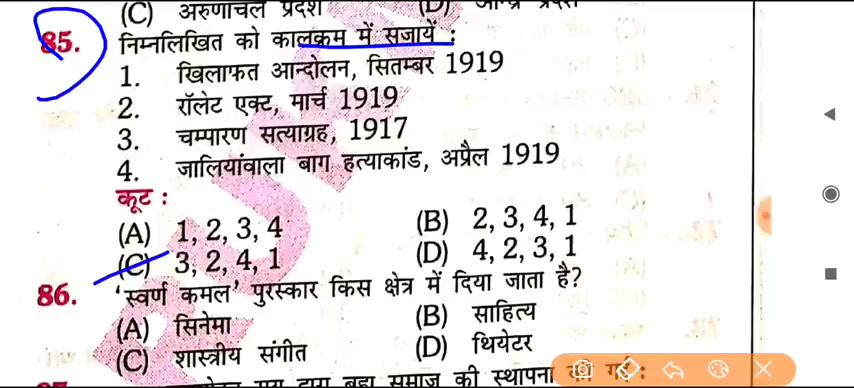 (C) अरुणाचल प्रदेश (D)
85. निम्नलिखित को कालक्रम में सजायें :
1. खिलाफत आन्दोलन, सितम्बर 1919
2. रॉलेट एक्ट, मार्च 1919
3. चम्पारण सत्याग्रह, 1917
4. जालियांवाला बाग हत्याकांड, अप्रैल 1919
कूट :
(A) 1, 2, 3, 4 (B) 2, 3, 4, 1
(C) 3, 2, 4, 1 (D) 4, 2, 3, 1
86. 'स्वर्ण कमल' पुरस्कार किस क्षेत्र में दिया जाता है?
(A) सिनेमा (B) साहित्य
(C) शास्त्रीय संगीत (D) थियेटर
द्वारा ब्रह्म समाज की स्थापना की गई :